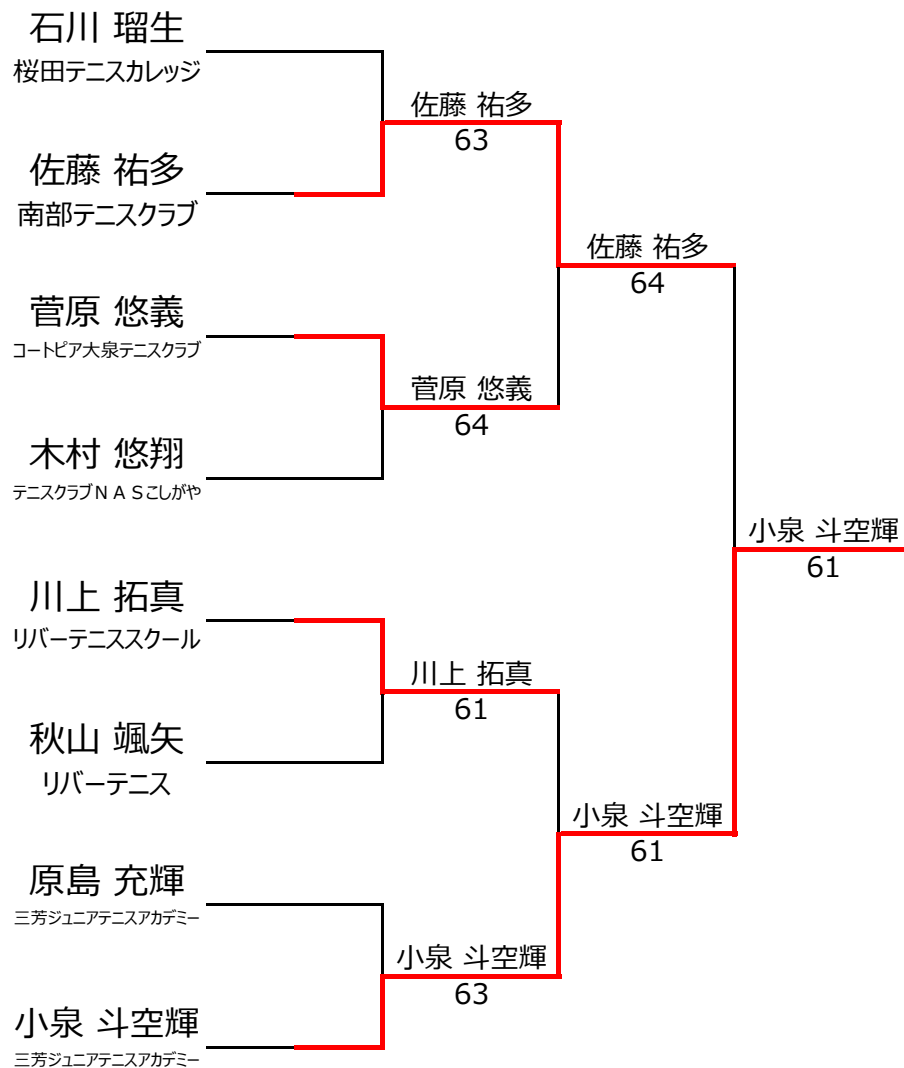 石川 瑠生
桜田テニスカレッジ
佐藤 祐多
63
佐藤 祐多
南部テニスクラブ
佐藤 祐多
64
菅原 悠義
コートピア大泉テニスクラブ
菅原 悠義
64
木村 悠翔
テニスクラブＮＡＳこしがや
小泉 斗空輝
61
川上 拓真
リバーテニススクール
川上 拓真
61
秋山 颯矢
リバーテニス
小泉 斗空輝
61
原島 充輝
三芳ジュニアテニスアカデミー
小泉 斗空輝
63
小泉 斗空輝
三芳ジュニアテニスアカデミー